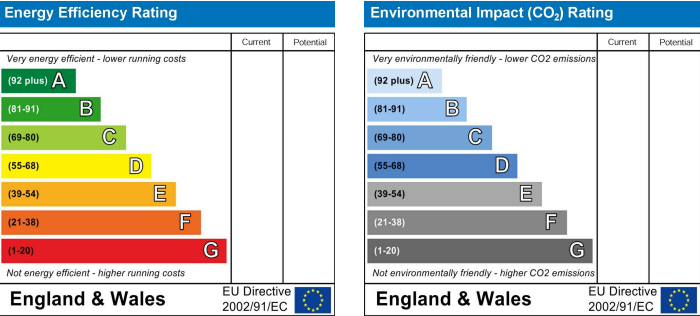 Energy Efficiency Rating
Current Potential
Very energy efficient - lower running costs
(92 plus) A
(81-91) B
(69-80) C
(55-68) D
(39-54) E
(21-38) F
(1-20) G
Not energy efficient - higher running costs
England & Wales
EU Directive
2002/91/EC
Environmental Impact (CO₂) Rating
Current Potential
Very environmentally friendly - lower CO2 emissions
(92 plus) A
(81-91) B
(69-80) C
(55-68) D
(39-54) E
(21-38) F
(1-20) G
Not environmentally friendly - higher CO2 emissions
England & Wales
EU Directive
2002/91/EC